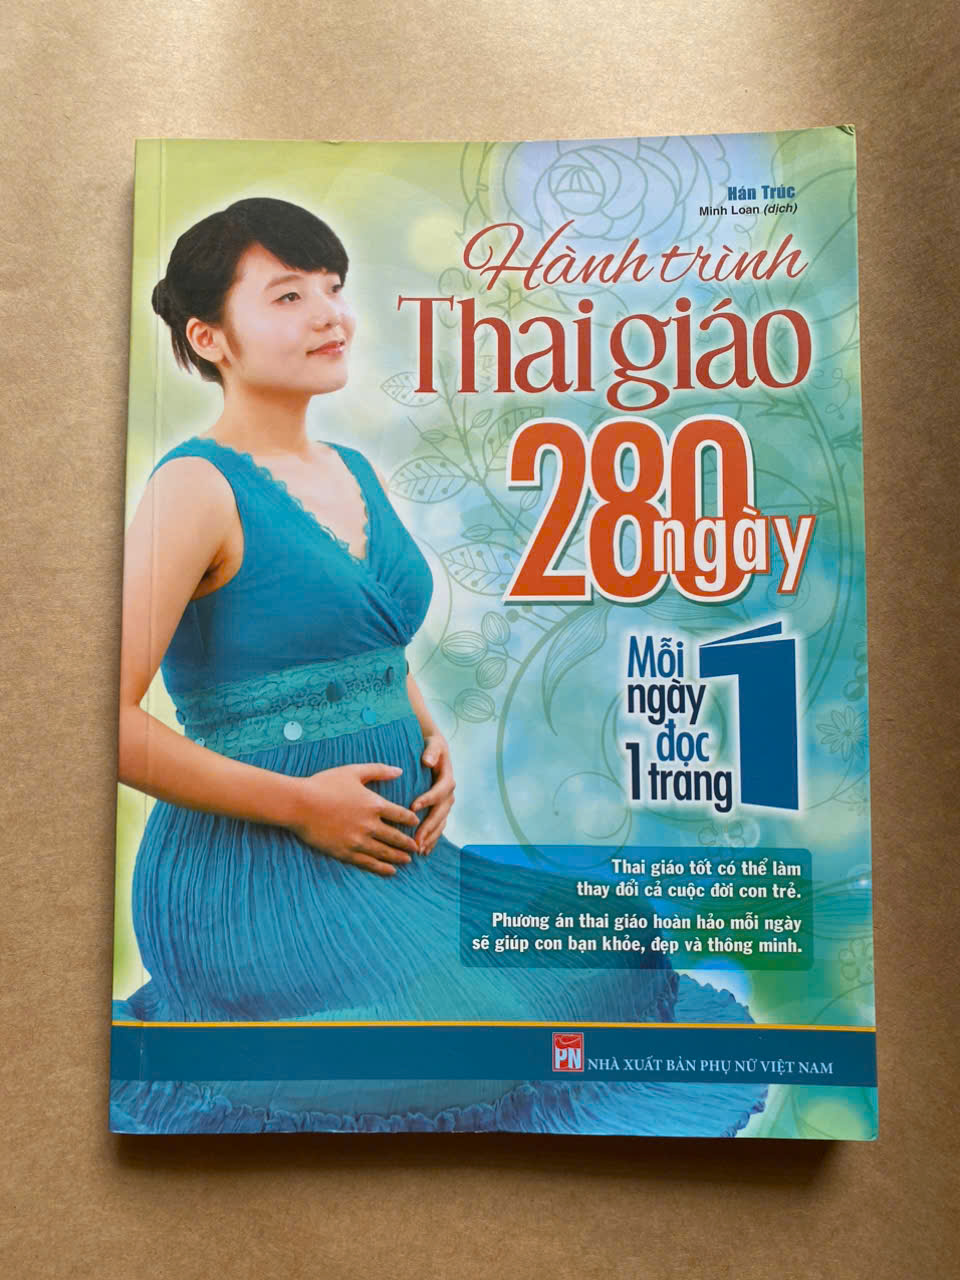 Hán Trúc
Minh Loan (dịch)
Hành trình
Thai giáo
280
ngày
Mỗi
ngày
đọc
1 trang
1
Thai giáo tốt có thể làm
thay đổi cả cuộc đời con trẻ.
Phương án thai giáo hoàn hảo mỗi ngày
sẽ giúp con bạn khỏe, đẹp và thông minh.
PN NHÀ XUẤT BẢN PHỤ NỮ VIỆT NAM